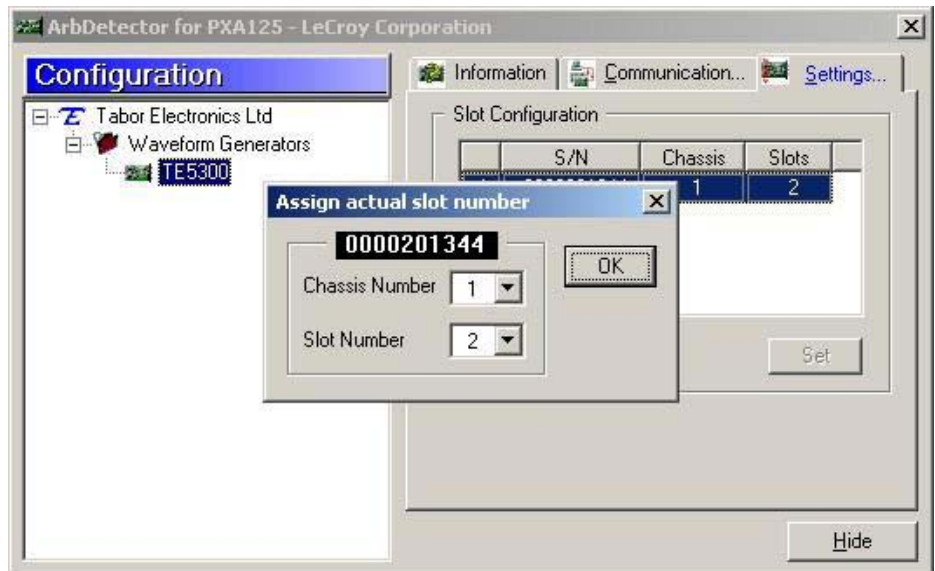 ArbDetector for PXA125 - LeCroy Corporation
Configuration
Tabor Electronics Ltd
Waveform Generators
TE5300
Information
Communication...
Settings...
Slot Configuration
S/N Chassis Slots
1 2
Assign actual slot number
0000201344
Chassis Number 1
Slot Number 2
OK
Set
Hide